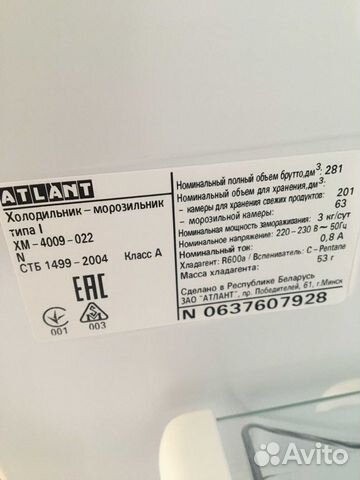 ATLANT
Холодильник – морозильник
типа I
ХМ–4009–022
N
СТБ 1499–2004 Класс А
EAC
001 003
Номинальный полный объем брутто,дм³: 281
Номинальный объем для хранения,дм³:
– камеры для хранения свежих продуктов: 201
– морозильной камеры: 63
Номинальная мощность замораживания: 3 кг/сут
Номинальное напряжение: 220–230 В ~ 50Гц
Номинальный ток: 0,8 А
Хладагент: R600a / Вспениватель: C–Pentane
Масса хладагента: 53 г
Сделано в Республике Беларусь
ЗАО "АТЛАНТ", пр. Победителей, 61, г.Минск
N 0637607928
Avito